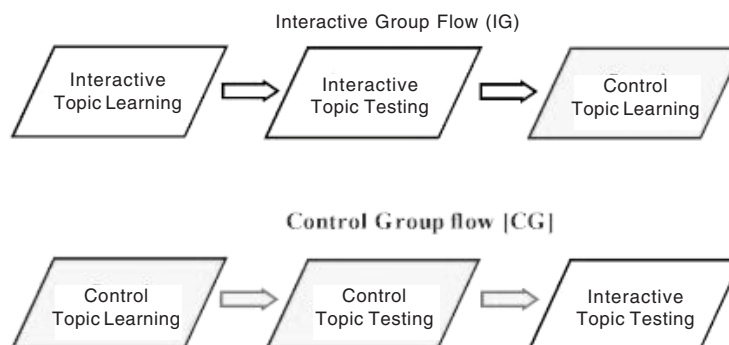 Interactive Group Flow (IG)
Interactive
Topic Learning
Interactive
Topic Testing
Control
Topic Learning
Control Group flow [CG]
Control
Topic Learning
Control
Topic Testing
Interactive
Topic Testing